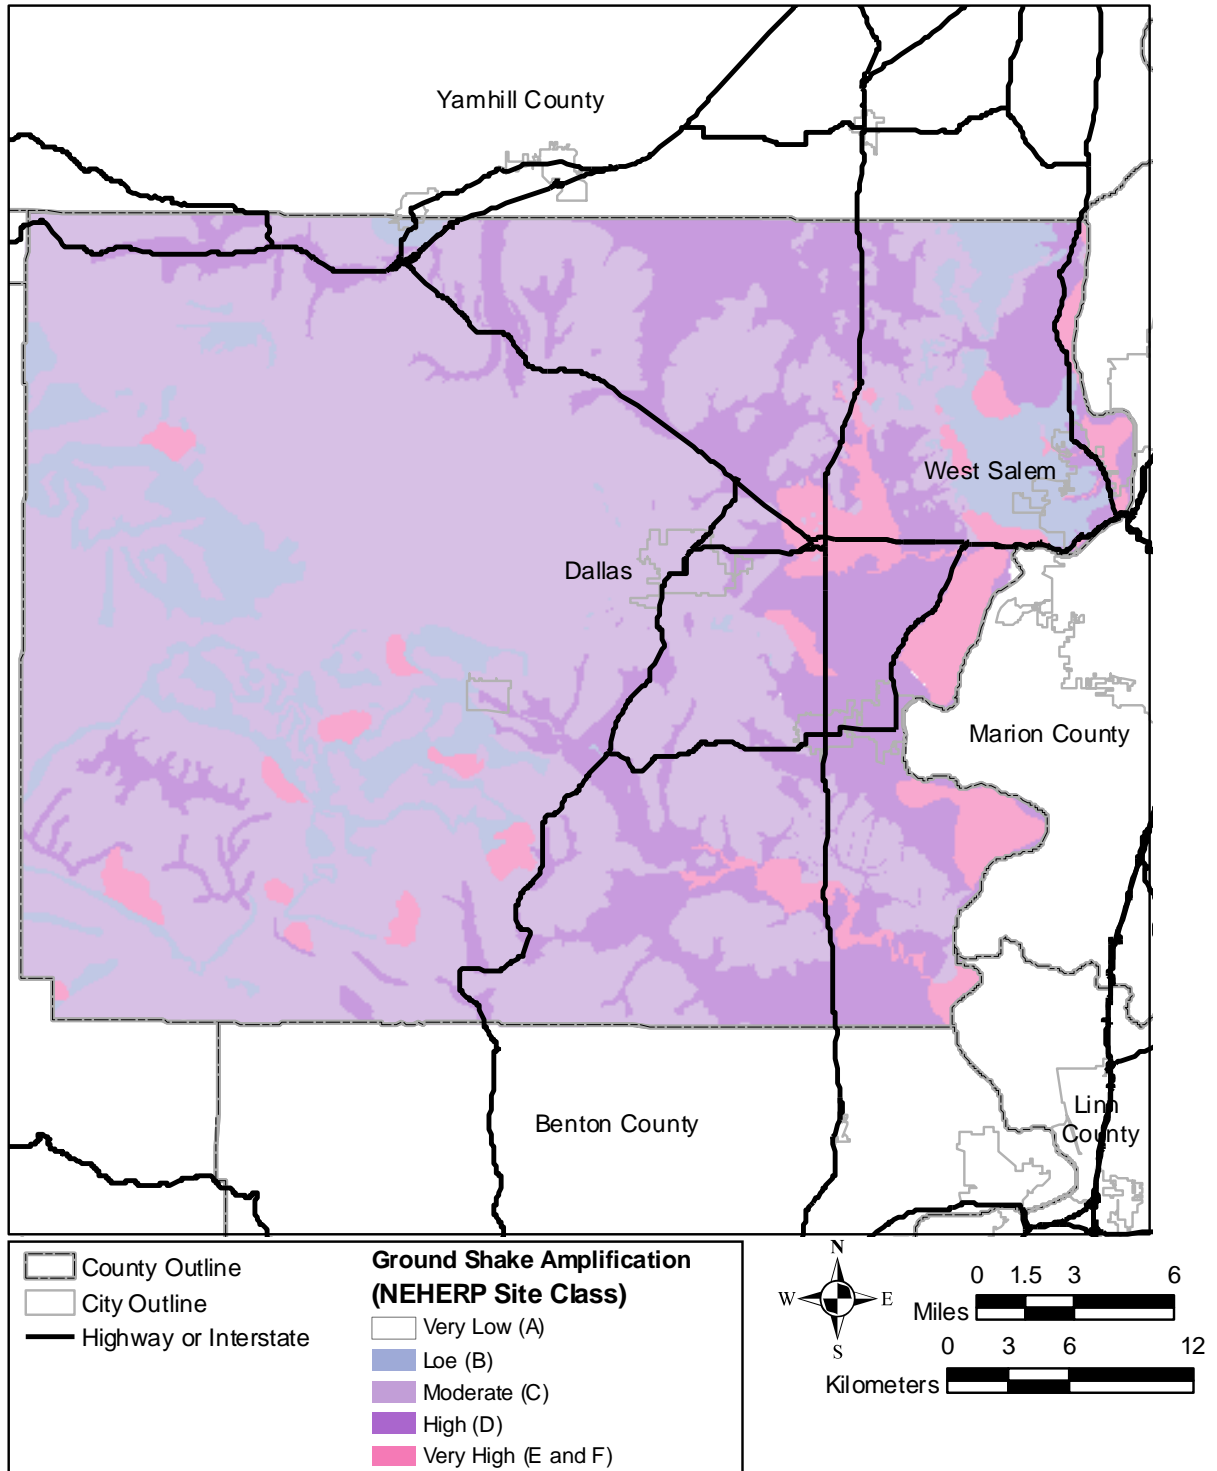 Yamhill County
West Salem
Dallas
Marion County
Benton County
Linn
County
County Outline
City Outline
Highway or Interstate
Ground Shake Amplification
(NEHERP Site Class)
Very Low (A)
Loe (B)
Moderate (C)
High (D)
Very High (E and F)
N
W E
S
0 1.5 3 6
Miles
0 3 6 12
Kilometers